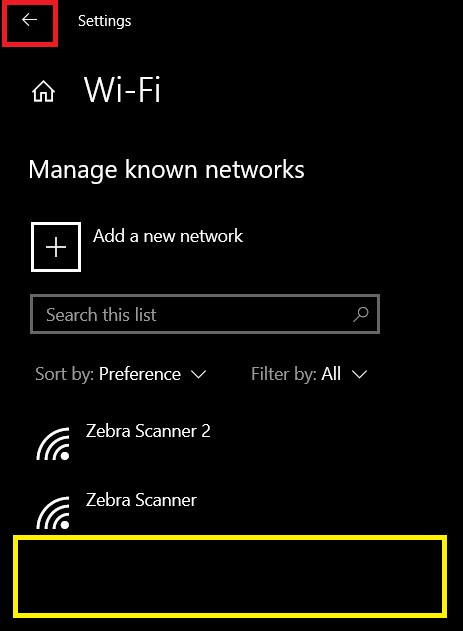 Settings
Wi-Fi
Manage known networks
Add a new network
Search this list
Sort by: Preference Filter by: All
Zebra Scanner 2
Zebra Scanner